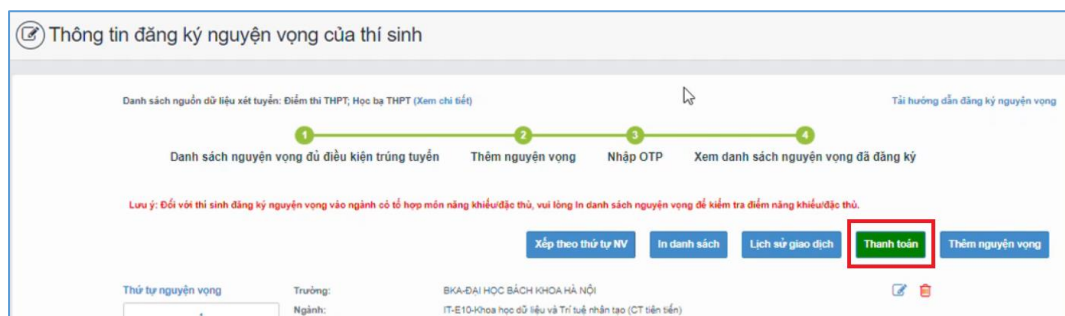 Thông tin đăng ký nguyện vọng của thí sinh
Danh sách nguồn dữ liệu xét tuyển: Điểm thi THPT; Học bạ THPT (Xem chi tiết)
Tải hướng dẫn đăng ký nguyện vọng
1 2 3 4
Danh sách nguyện vọng đủ điều kiện trúng tuyển Thêm nguyện vọng Nhập OTP Xem danh sách nguyện vọng đã đăng ký
Lưu ý: Đối với thí sinh đăng ký nguyện vọng vào ngành có tổ hợp môn năng khiếu/đặc thù, vui lòng In danh sách nguyện vọng để kiểm tra điểm năng khiếu/đặc thù.
Xếp theo thứ tự NV In danh sách Lịch sử giao dịch Thanh toán Thêm nguyện vọng
Thứ tự nguyện vọng Trường: BKA-ĐẠI HỌC BÁCH KHOA HÀ NỘI
Ngành: IT-E10-Khoa học dữ liệu và Trí tuệ nhân tạo (CT tiên tiến)